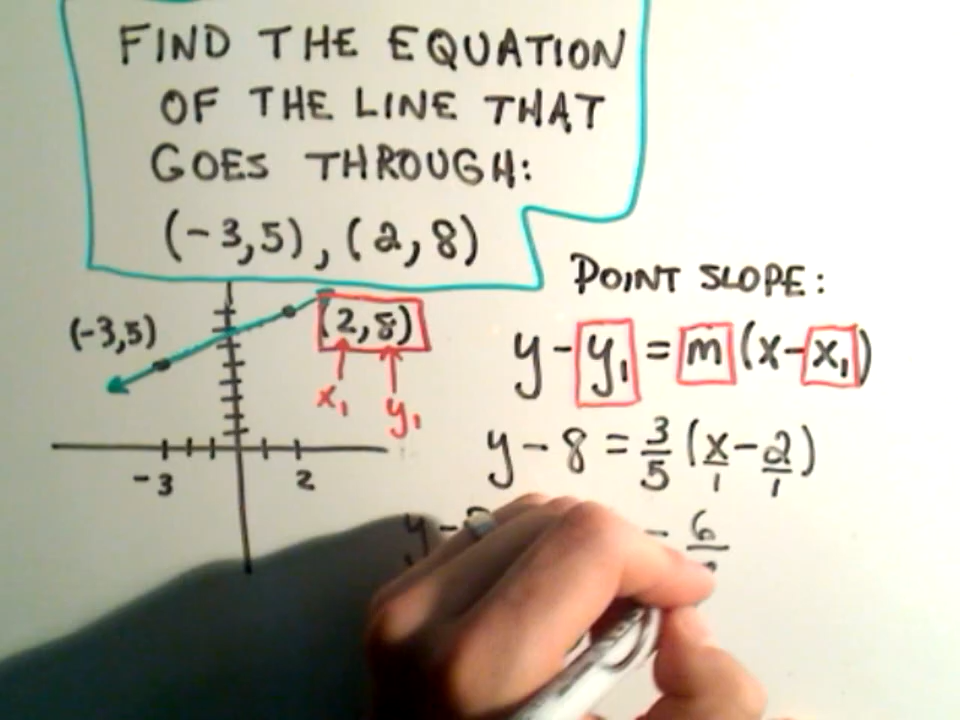 FIND THE EQUATION
OF THE LINE THAT
GOES THROUGH:
(-3,5), (2,8)
POINT SLOPE:
(-3,5)
(2,8)
x₁
y₁
-3
2
y-y₁=m(x-x₁)
y-8=3/5(x/1-2/1)
y-
- 6